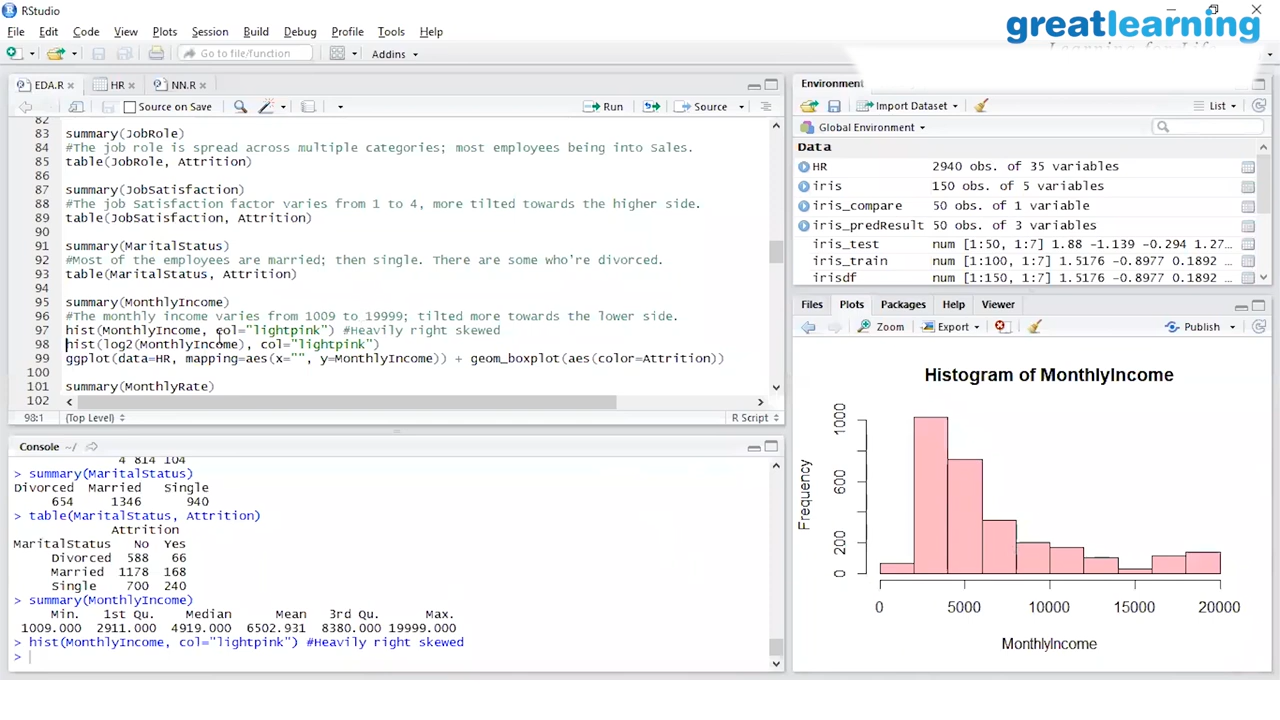 RStudio
greatlearning
Learning for Life
File Edit Code View Plots Session Build Debug Profile Tools Help
Go to file/function Addins
EDA.R HR NN.R
Source on Save Run Source
82
83 summary(JobRole)
84 #The job role is spread across multiple categories; most employees being into Sales.
85 table(JobRole, Attrition)
86
87 summary(JobSatisfaction)
88 #The job Satisfaction factor varies from 1 to 4, more tilted towards the higher side.
89 table(JobSatisfaction, Attrition)
90
91 summary(MaritalStatus)
92 #Most of the employees are married; then single. There are some who're divorced.
93 table(MaritalStatus, Attrition)
94
95 summary(MonthlyIncome)
96 #The monthly income varies from 1009 to 19999; tilted more towards the lower side.
97 hist(MonthlyIncome, col="lightpink") #Heavily right skewed
98 hist(log2(MonthlyIncome), col="lightpink")
99 ggplot(data=HR, mapping=aes(x="", y=MonthlyIncome)) + geom_boxplot(aes(color=Attrition))
100
101 summary(MonthlyRate)
102
98:1 (Top Level) R Script
Console ~/
4 814 104
> summary(MaritalStatus)
Divorced Married Single
654 1346 940
> table(MaritalStatus, Attrition)
Attrition
MaritalStatus No Yes
Divorced 588 66
Married 1178 168
Single 700 240
> summary(MonthlyIncome)
Min. 1st Qu. Median Mean 3rd Qu. Max.
1009.000 2911.000 4919.000 6502.931 8380.000 19999.000
> hist(MonthlyIncome, col="lightpink") #Heavily right skewed
>
Environment
Import Dataset List
Global Environment
Data
HR 2940 obs. of 35 variables
iris 150 obs. of 5 variables
iris_compare 50 obs. of 1 variable
iris_predResult 50 obs. of 3 variables
iris_test num [1:50, 1:7] 1.88 -1.139 -0.294 1.27...
iris_train num [1:100, 1:7] 1.5176 -0.8977 0.1892 ...
irisdf num [1:150, 1:7] 1.5176 -0.8977 0.1892 ...
Files Plots Packages Help Viewer
Zoom Export Publish
Histogram of MonthlyIncome
Frequency
1000
600
200
0
0 5000 10000 15000 20000
MonthlyIncome